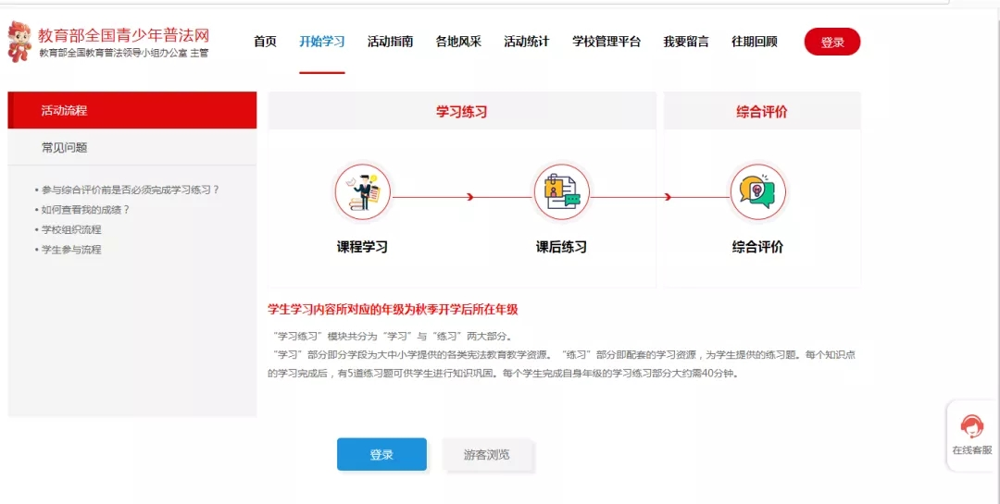 教育部全国青少年普法网
教育部全国教育普法领导小组办公室 主管
首页 开始学习 活动指南 各地风采 活动统计 学校管理平台 我要留言 往期回顾 登录
活动流程
常见问题
• 参与综合评价前是否必须完成学习练习？
• 如何查看我的成绩？
• 学校组织流程
• 学生参与流程
学习练习 综合评价
课程学习 课后练习 综合评价
学生学习内容所对应的年级为秋季开学后所在年级
“学习练习”模块共分为“学习”与“练习”两大部分。
“学习”部分即分学段为大中小学提供的各类宪法教育教学资源。“练习”部分即配套的学习资源，为学生提供的练习题。每个知识点
的学习完成后，有5道练习题可供学生进行知识巩固。每个学生完成自身年级的学习练习部分大约需40分钟。
登录 游客浏览
在线客服